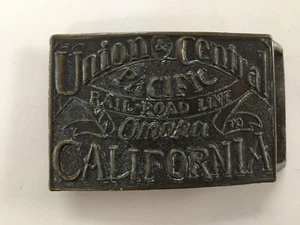 Union & Central
Pacific
RAIL-ROAD LINE
Omaha TO
CALIFORNIA